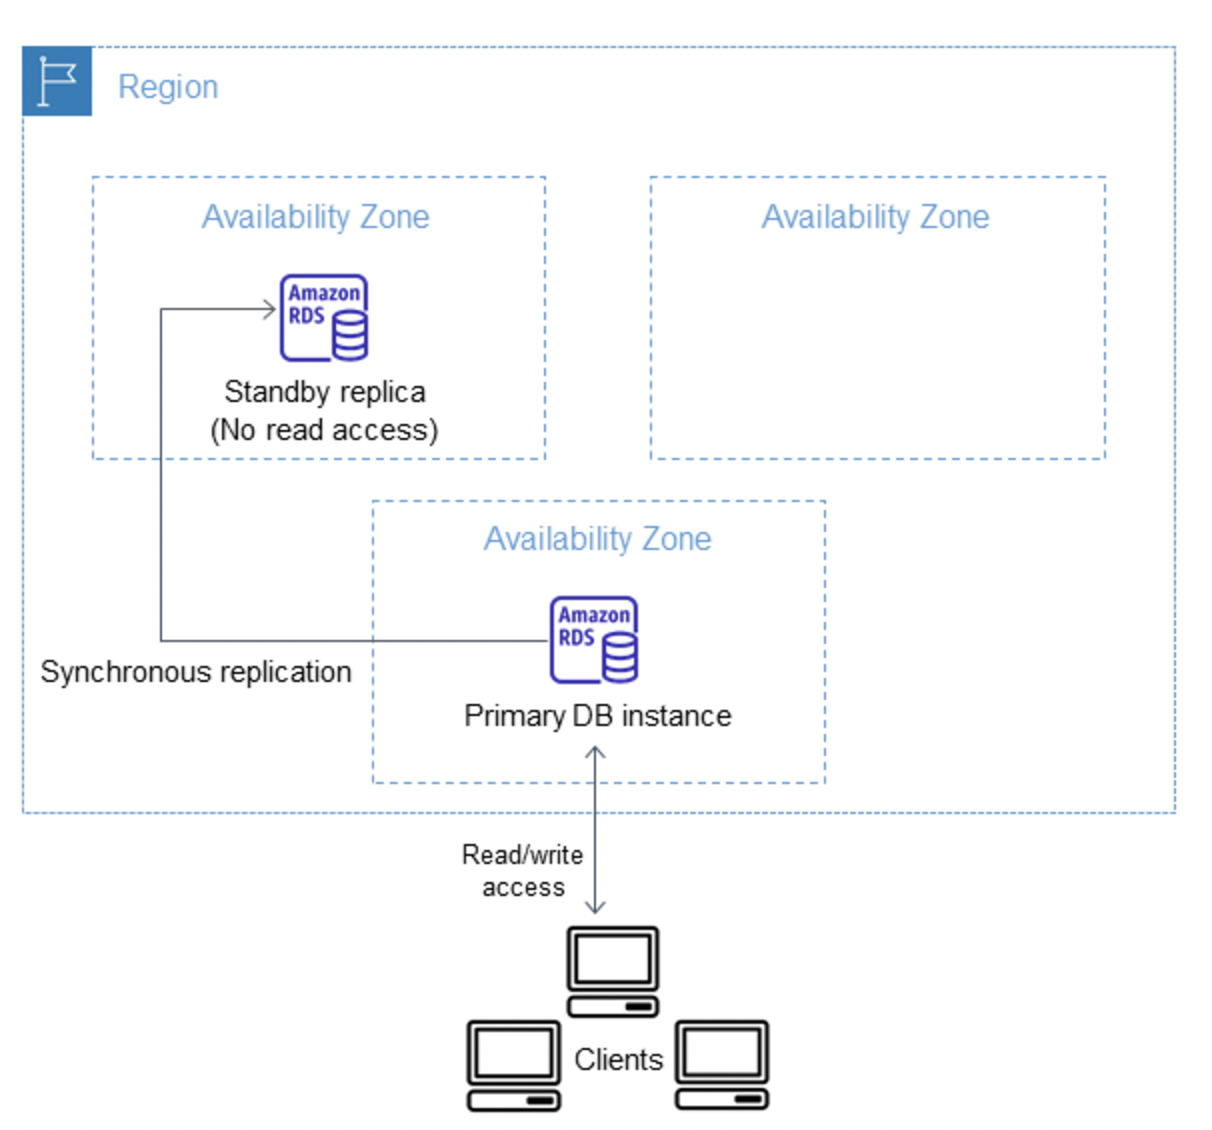 Region
Availability Zone
Availability Zone
Amazon
RDS
Standby replica
(No read access)
Availability Zone
Amazon
RDS
Synchronous replication
Primary DB instance
Read/write
access
Clients